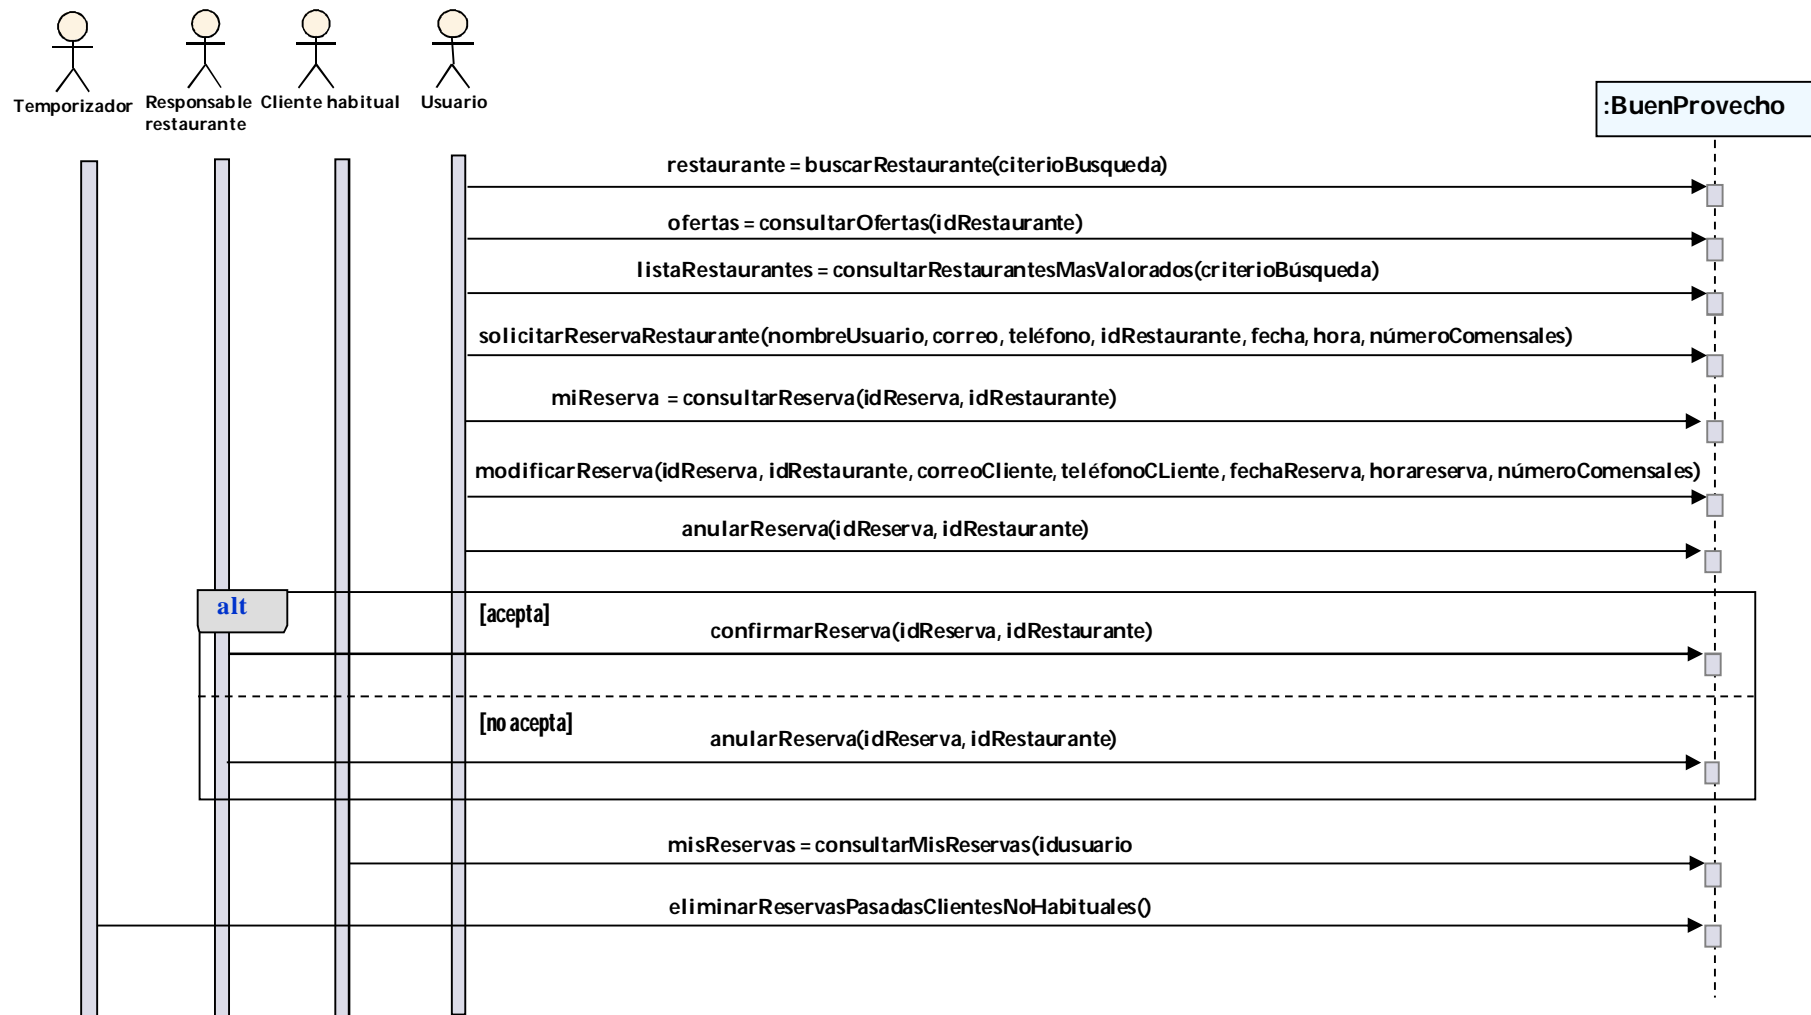 Temporizador
Responsable
restaurante
Cliente habitual
Usuario
:BuenProvecho
restaurante = buscarRestaurante(citerioBusqueda)
ofertas = consultarOfertas(idRestaurante)
listaRestaurantes = consultarRestaurantesMasValorados(criterioBúsqueda)
solicitarReservaRestaurante(nombreUsuario, correo, teléfono, idRestaurante, fecha, hora, númeroComensales)
miReserva = consultarReserva(idReserva, idRestaurante)
modificarReserva(idReserva, idRestaurante, correoCliente, teléfonoCLiente, fechaReserva, horareserva, númeroComensales)
anularReserva(idReserva, idRestaurante)
alt
[acepta]
confirmarReserva(idReserva, idRestaurante)
[no acepta]
anularReserva(idReserva, idRestaurante)
misReservas = consultarMisReservas(idusuario
eliminarReservasPasadasClientesNoHabituales()